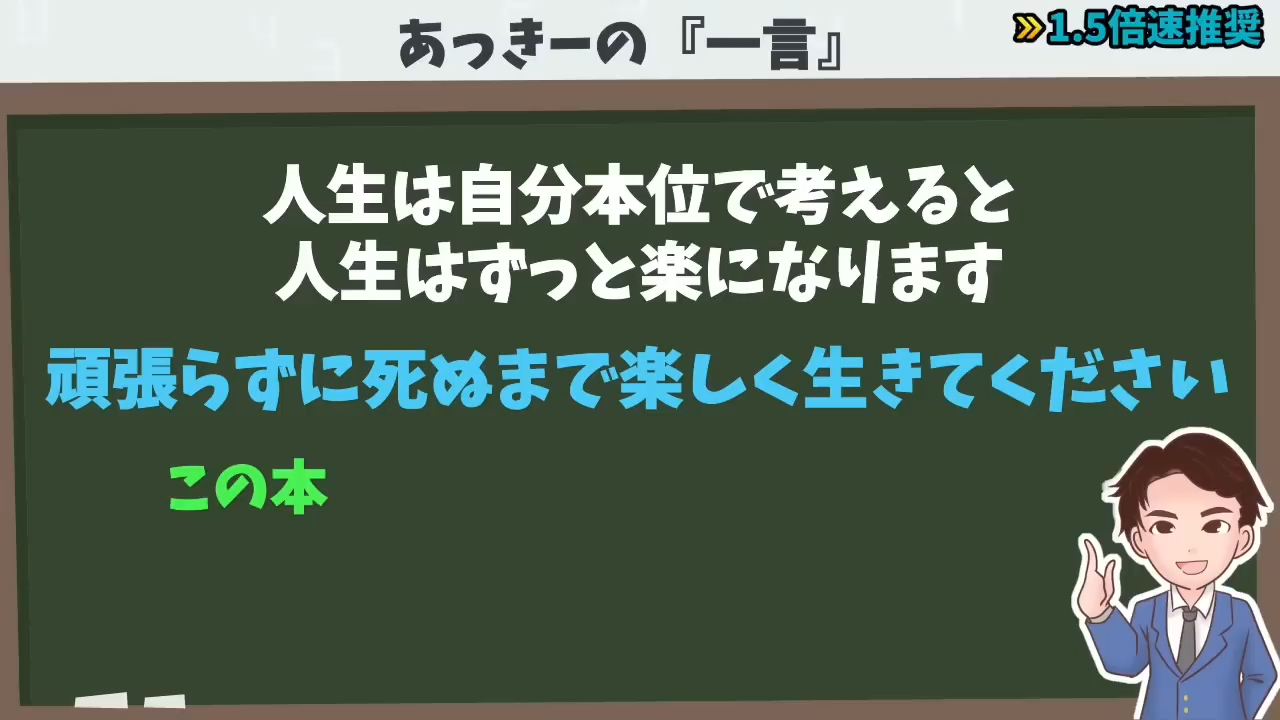 あっきーの『一言』
1.5倍速推奨
人生は自分本位で考えると
人生はずっと楽になります
頑張らずに死ぬまで楽しく生きてください
この本